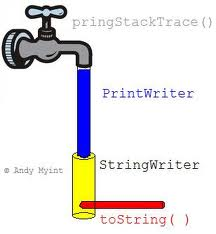 pringStackTrace()
PrintWriter
StringWriter
© Andy Myint
toString( )